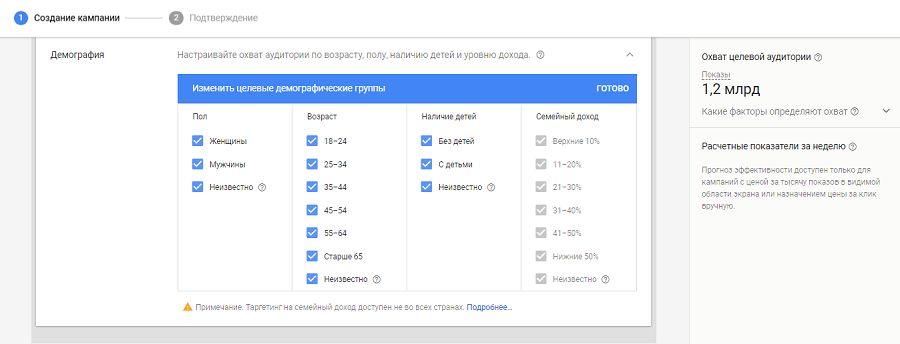 1 Создание кампании
2 Подтверждение
Демография
Настраивайте охват аудитории по возрасту, полу, наличию детей и уровню дохода.
Изменить целевые демографические группы
ГОТОВО
Пол
Женщины
Мужчины
Неизвестно
Возраст
18–24
25–34
35–44
45–54
55–64
Старше 65
Неизвестно
Наличие детей
Без детей
С детьми
Неизвестно
Семейный доход
Верхние 10%
11–20%
21–30%
31–40%
41–50%
Нижние 50%
Неизвестно
Примечание. Таргетинг на семейный доход доступен не во всех странах. Подробнее...
Охват целевой аудитории
Показы
1,2 млрд
Какие факторы определяют охват
Расчетные показатели за неделю
Прогноз эффективности доступен только для
кампаний с ценой за тысячу показов в видимой
области экрана или назначением цены за клик
вручную.